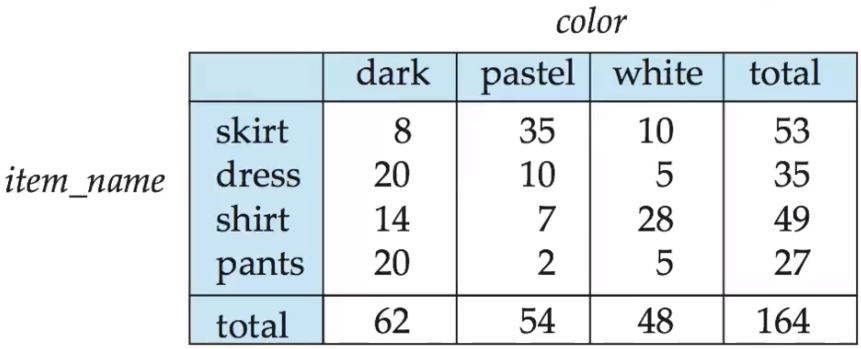 color
dark pastel white total
skirt 8 35 10 53
item_name
dress 20 10 5 35
shirt 14 7 28 49
pants 20 2 5 27
total 62 54 48 164